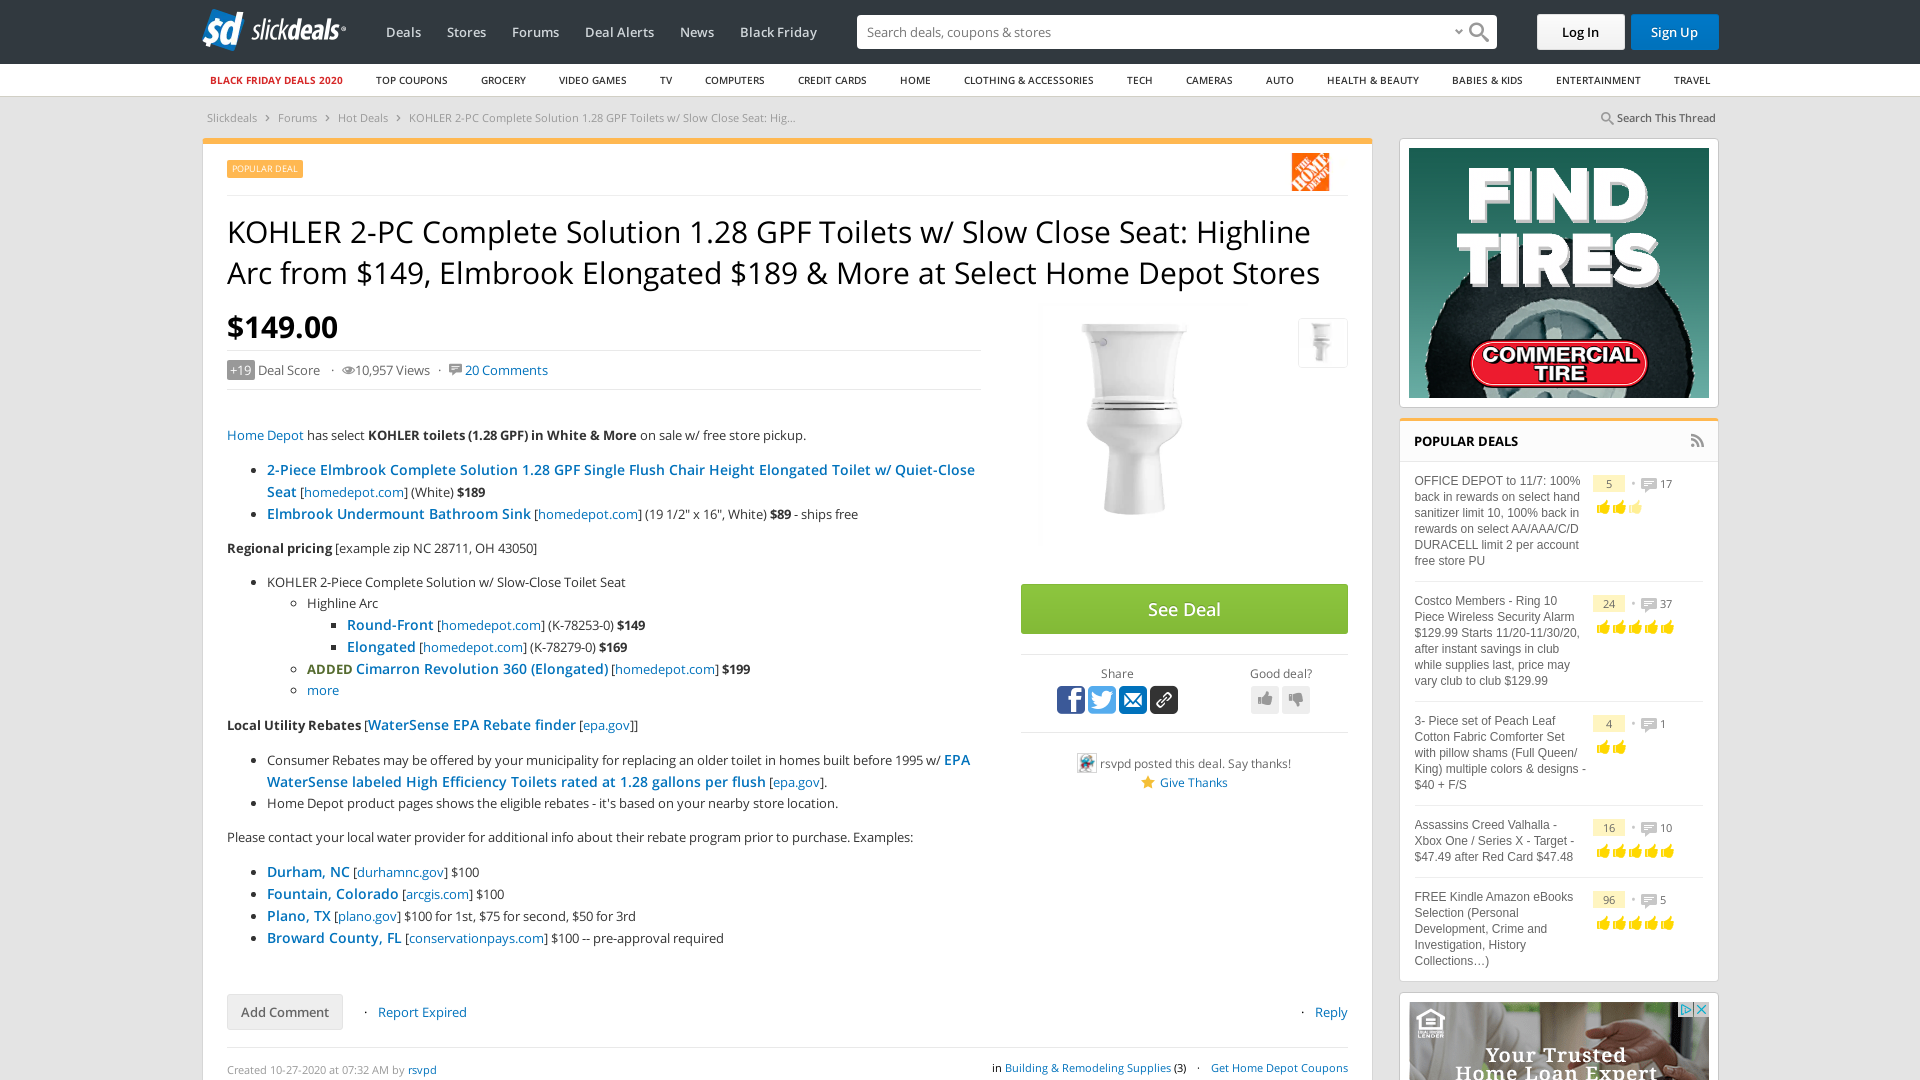 slickdeals
Deals
Stores
Forums
Deal Alerts
News
Black Friday
Search deals, coupons & stores
Log In
Sign Up
BLACK FRIDAY DEALS 2020
TOP COUPONS
GROCERY
VIDEO GAMES
TV
COMPUTERS
CREDIT CARDS
HOME
CLOTHING & ACCESSORIES
TECH
CAMERAS
AUTO
HEALTH & BEAUTY
BABIES & KIDS
ENTERTAINMENT
TRAVEL
Slickdeals > Forums > Hot Deals > KOHLER 2-PC Complete Solution 1.28 GPF Toilets w/ Slow Close Seat: Hig...
Search This Thread
POPULAR DEAL
THE HOME DEPOT
KOHLER 2-PC Complete Solution 1.28 GPF Toilets w/ Slow Close Seat: Highline
Arc from $149, Elmbrook Elongated $189 & More at Select Home Depot Stores
$149.00
+19 Deal Score · 10,957 Views · 20 Comments
Home Depot has select KOHLER toilets (1.28 GPF) in White & More on sale w/ free store pickup.
2-Piece Elmbrook Complete Solution 1.28 GPF Single Flush Chair Height Elongated Toilet w/ Quiet-Close
Seat [homedepot.com] (White) $189
Elmbrook Undermount Bathroom Sink [homedepot.com] (19 1/2" x 16", White) $89 - ships free
Regional pricing [example zip NC 28711, OH 43050]
KOHLER 2-Piece Complete Solution w/ Slow-Close Toilet Seat
Highline Arc
Round-Front [homedepot.com] (K-78253-0) $149
Elongated [homedepot.com] (K-78279-0) $169
ADDED Cimarron Revolution 360 (Elongated) [homedepot.com] $199
more
Local Utility Rebates [WaterSense EPA Rebate finder [epa.gov]]
Consumer Rebates may be offered by your municipality for replacing an older toilet in homes built before 1995 w/ EPA
WaterSense labeled High Efficiency Toilets rated at 1.28 gallons per flush [epa.gov].
Home Depot product pages shows the eligible rebates - it's based on your nearby store location.
Please contact your local water provider for additional info about their rebate program prior to purchase. Examples:
Durham, NC [durhamnc.gov] $100
Fountain, Colorado [arcgis.com] $100
Plano, TX [plano.gov] $100 for 1st, $75 for second, $50 for 3rd
Broward County, FL [conservationpays.com] $100 -- pre-approval required
See Deal
Share
Good deal?
rsvpd posted this deal. Say thanks!
Give Thanks
Add Comment · Report Expired
· Reply
Created 10-27-2020 at 07:32 AM by rsvpd
in Building & Remodeling Supplies (3) · Get Home Depot Coupons
FIND
TIRES
COMMERCIAL
TIRE
POPULAR DEALS
OFFICE DEPOT to 11/7: 100%
back in rewards on select hand
sanitizer limit 10, 100% back in
rewards on select AA/AAA/C/D
DURACELL limit 2 per account
free store PU
5 · 17
Costco Members - Ring 10
Piece Wireless Security Alarm
$129.99 Starts 11/20-11/30/20,
after instant savings in club
while supplies last, price may
vary club to club $129.99
24 · 37
3- Piece set of Peach Leaf
Cotton Fabric Comforter Set
with pillow shams (Full Queen/
King) multiple colors & designs -
$40 + F/S
4 · 1
Assassins Creed Valhalla -
Xbox One / Series X - Target -
$47.49 after Red Card $47.48
16 · 10
FREE Kindle Amazon eBooks
Selection (Personal
Development, Crime and
Investigation, History
Collections…)
96 · 5
Your Trusted
Home Loan Expert